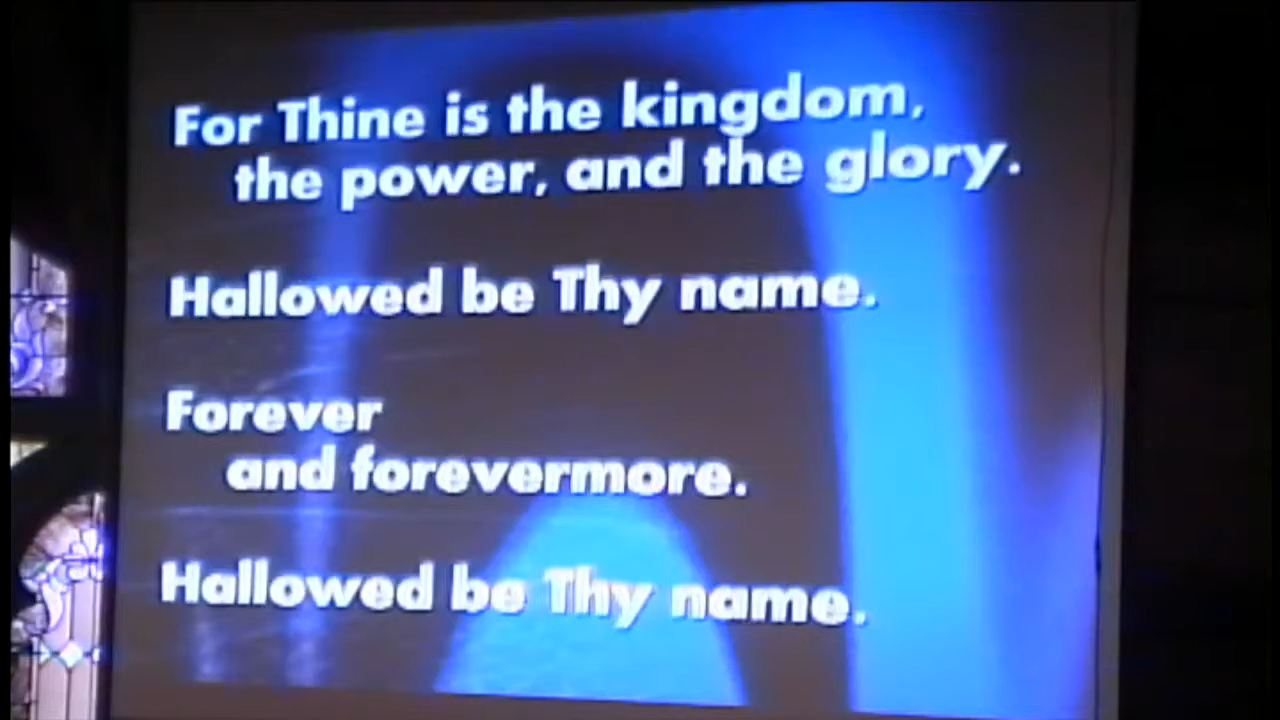 For Thine is the kingdom,
the power, and the glory.
Hallowed be Thy name.
Forever
and forevermore.
Hallowed be Thy name.